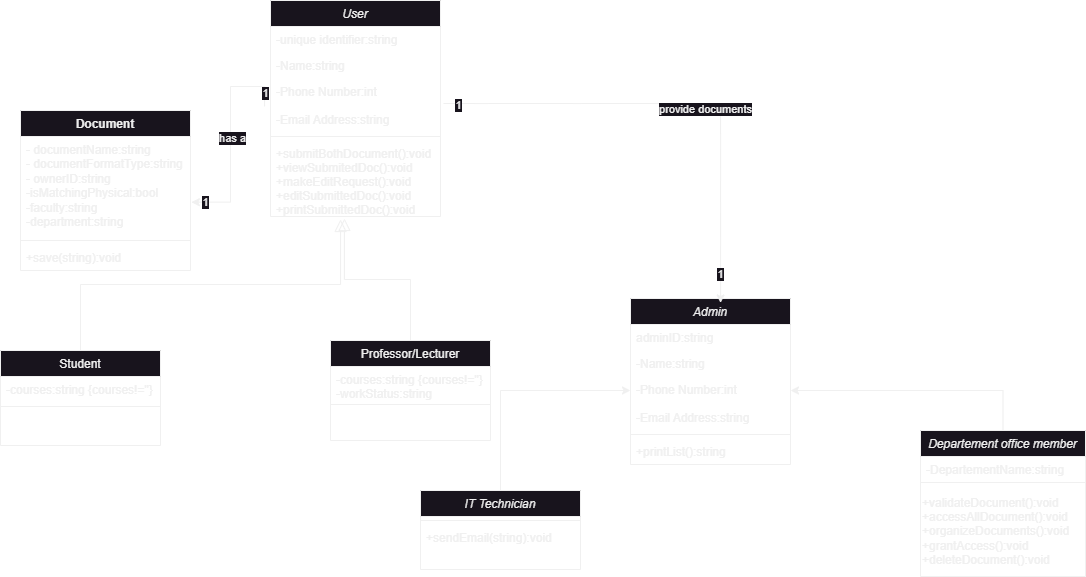 User
-unique identifier:string
-Name:string
-Phone Number:int
-Email Address:string
+submitBothDocument():void
+viewSubmitedDoc():void
+makeEditRequest():void
+editSubmittedDoc():void
+printSubmittedDoc():void
1
has a
1
Document
- documentName:string
- documentFormatType:string
- ownerID:string
-isMatchingPhysical:bool
-faculty:string
-department:string
+save(string):void
1
provide documents
1
Student
-courses:string {courses!=''}
Professor/Lecturer
-courses:string {courses!=''}
-workStatus:string
Admin
adminID:string
-Name:string
-Phone Number:int
-Email Address:string
+printList():string
IT Technician
+sendEmail(string):void
Departement office member
-DepartementName:string
+validateDocument():void
+accessAllDocument():void
+organizeDocuments():void
+grantAccess():void
+deleteDocument():void